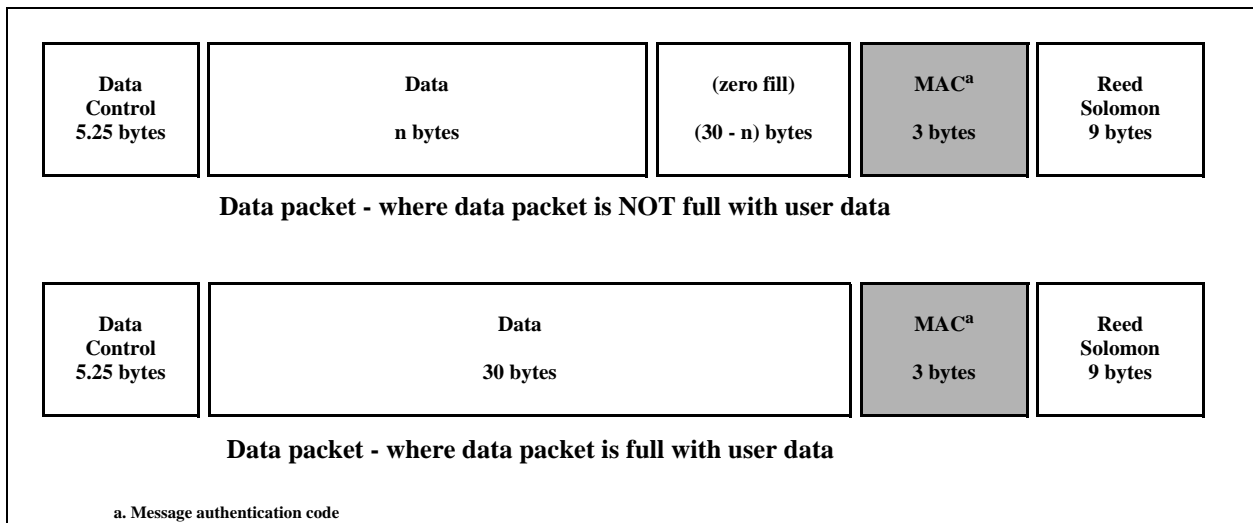 Data
Control
5.25 bytes
Data
n bytes
(zero fill)
(30 - n) bytes
MACa
3 bytes
Reed
Solomon
9 bytes
Data packet - where data packet is NOT full with user data
Data
Control
5.25 bytes
Data
30 bytes
MACa
3 bytes
Reed
Solomon
9 bytes
Data packet - where data packet is full with user data
a. Message authentication code